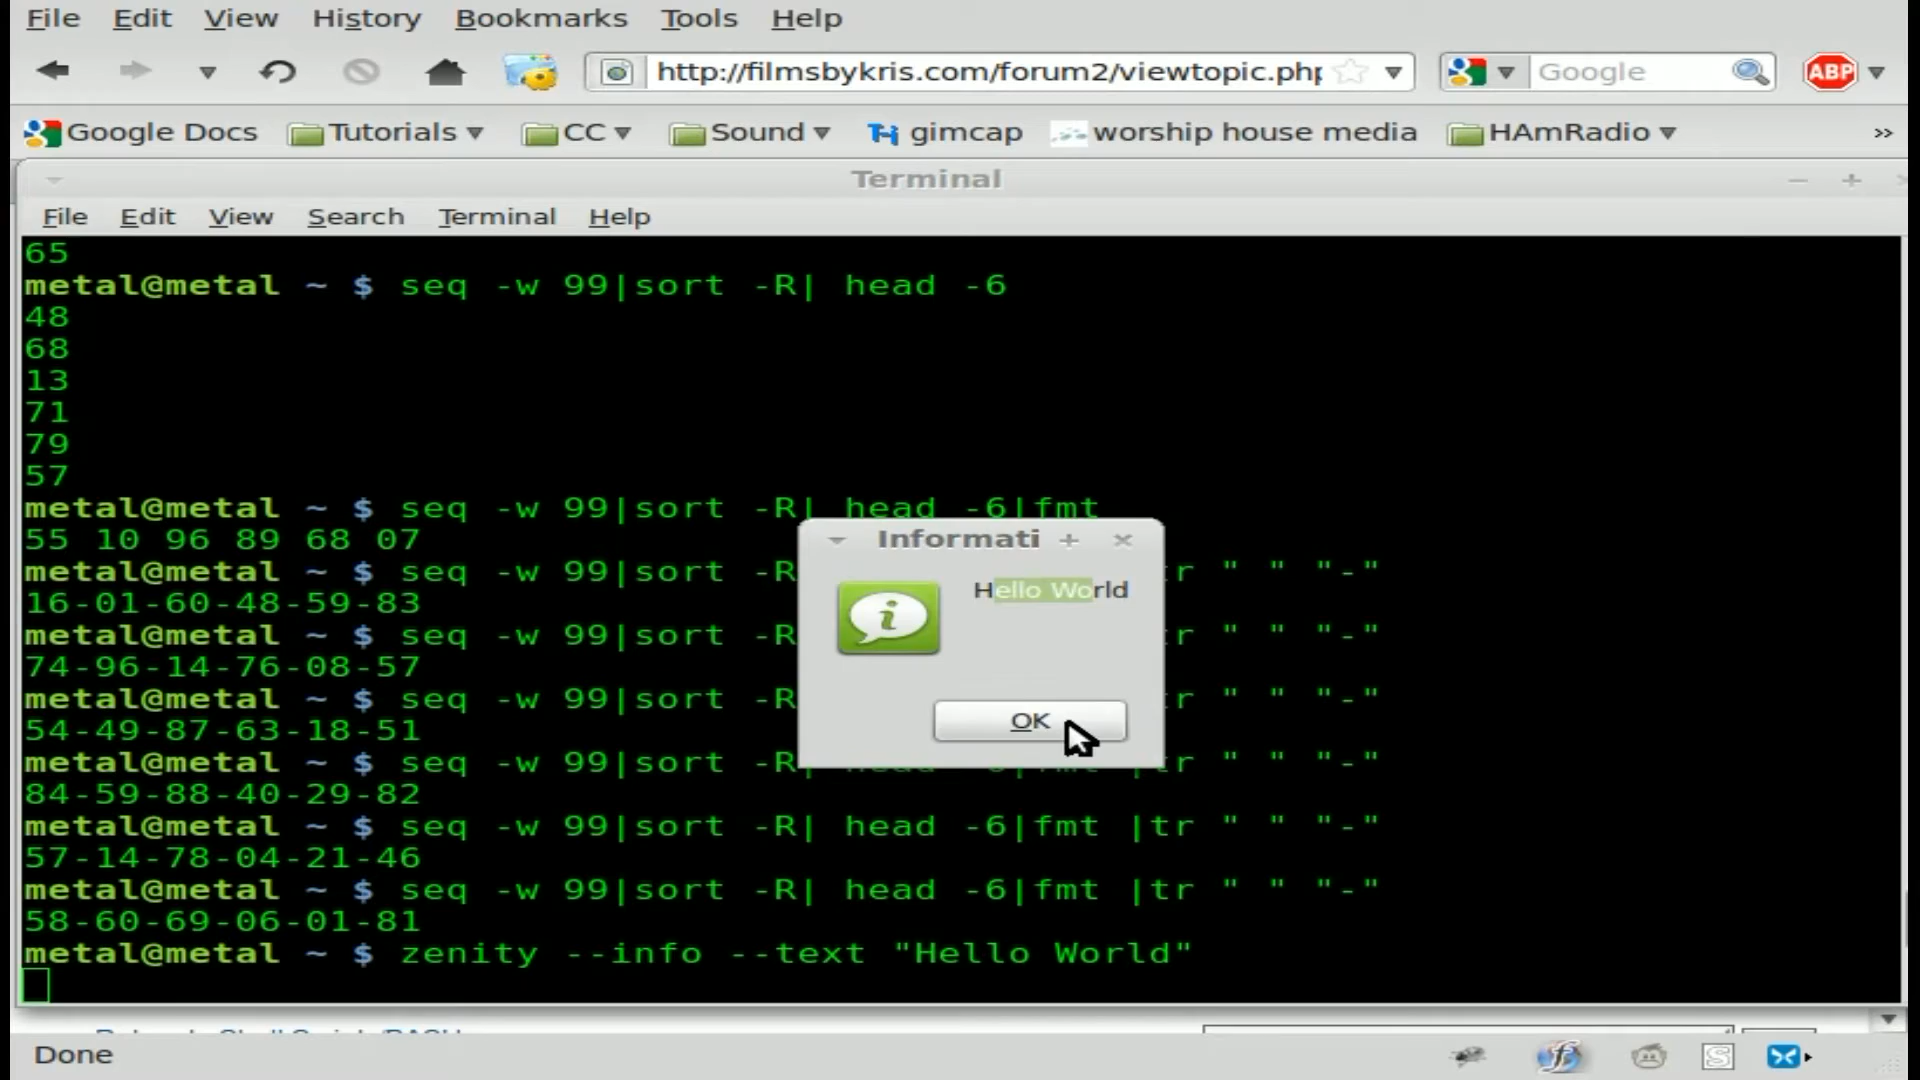 File Edit View History Bookmarks Tools Help
http://filmsbykris.com/forum2/viewtopic.php Google ABP
Google Docs Tutorials CC Sound gimcap worship house media HAmRadio »
Terminal
File Edit View Search Terminal Help
65
metal@metal ~ $ seq -w 99|sort -R| head -6
48
68
13
71
79
57
metal@metal ~ $ seq -w 99|sort -R| head -6|fmt
55 10 96 89 68 07
metal@metal ~ $ seq -w 99|sort -R tr " " "-"
16-01-60-48-59-83
metal@metal ~ $ seq -w 99|sort -R tr " " "-"
74-96-14-76-08-57
metal@metal ~ $ seq -w 99|sort -R tr " " "-"
54-49-87-63-18-51
metal@metal ~ $ seq -w 99|sort -R| head -6|fmt |tr " " "-"
84-59-88-40-29-82
metal@metal ~ $ seq -w 99|sort -R| head -6|fmt |tr " " "-"
57-14-78-04-21-46
metal@metal ~ $ seq -w 99|sort -R| head -6|fmt |tr " " "-"
58-60-69-06-01-81
metal@metal ~ $ zenity --info --text "Hello World"
Informati
Hello World
OK
Done